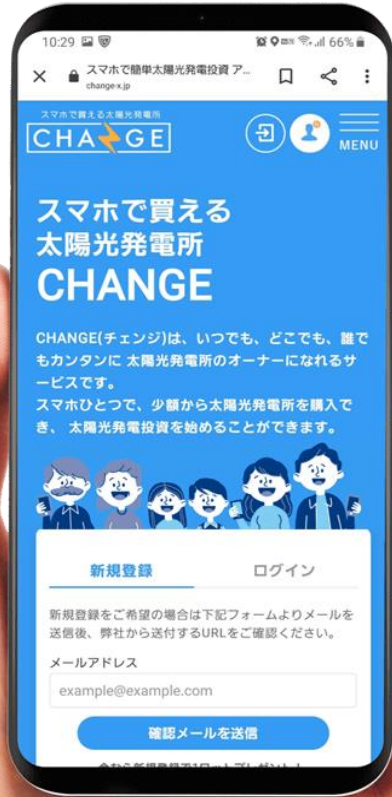 10:29
66%
スマホで簡単太陽光発電投資 ア...
change-x.jp
スマホで買える太陽光発電所
CHANGE
MENU
スマホで買える
太陽光発電所
CHANGE
CHANGE(チェンジ)は、いつでも、どこでも、誰で
もカンタンに 太陽光発電所のオーナーになれるサ
ービスです。
スマホひとつで、少額から太陽光発電所を購入で
き、 太陽光発電投資を始めることができます。
新規登録
ログイン
新規登録をご希望の場合は下記フォームよりメールを
送信後、弊社から送付するURLをご確認ください。
メールアドレス
example@example.com
確認メールを送信